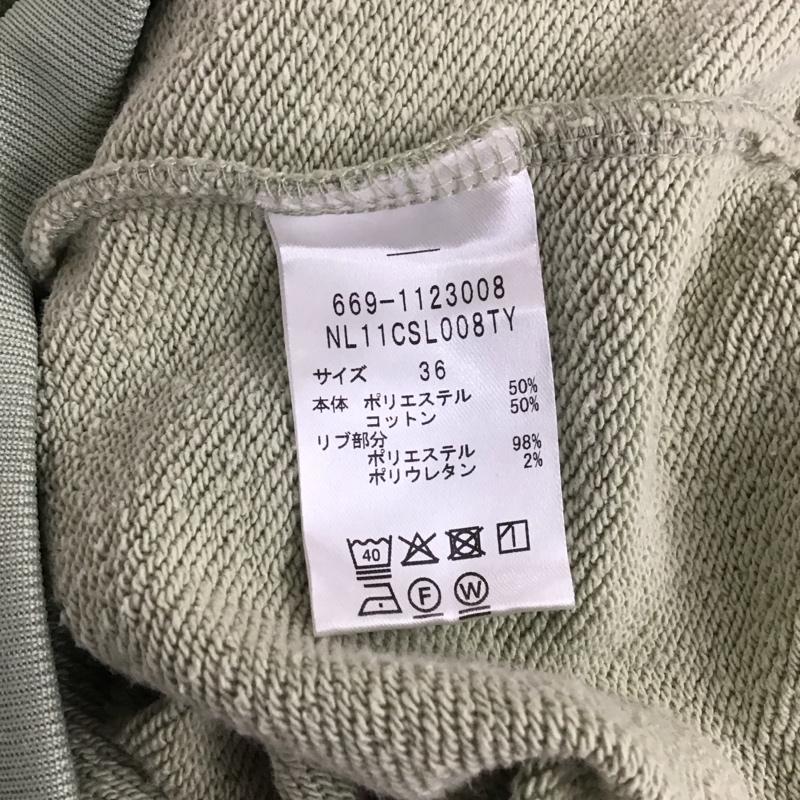 669-1123008
NL11CSL008TY
サイズ 36
本体 ポリエステル 50%
コットン 50%
リブ部分
ポリエステル 98%
ポリウレタン 2%
40
F W